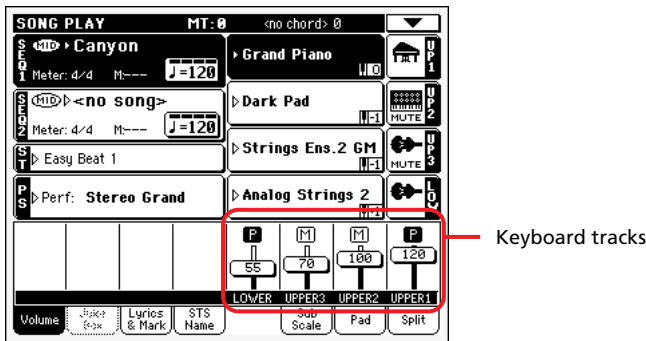 SONG PLAY MT:0 <no chord> 0
SEQ1 MID Canyon
Meter: 4/4 M:--- ♩=120
Grand Piano 0
UP1
SEQ2 MID <no song>
Meter: 4/4 M:--- ♩=120
Dark Pad -1
MUTE UP2
ST Easy Beat 1
Strings Ens.2 GM -1
MUTE UP3
PS Perf: Stereo Grand
Analog Strings 2 -1
LOW
P M M P
55 70 100 120
LOWER UPPER3 UPPER2 UPPER1
Keyboard tracks
Volume Juke Box Lyrics & Mark STS Name Sub Scale Pad Split